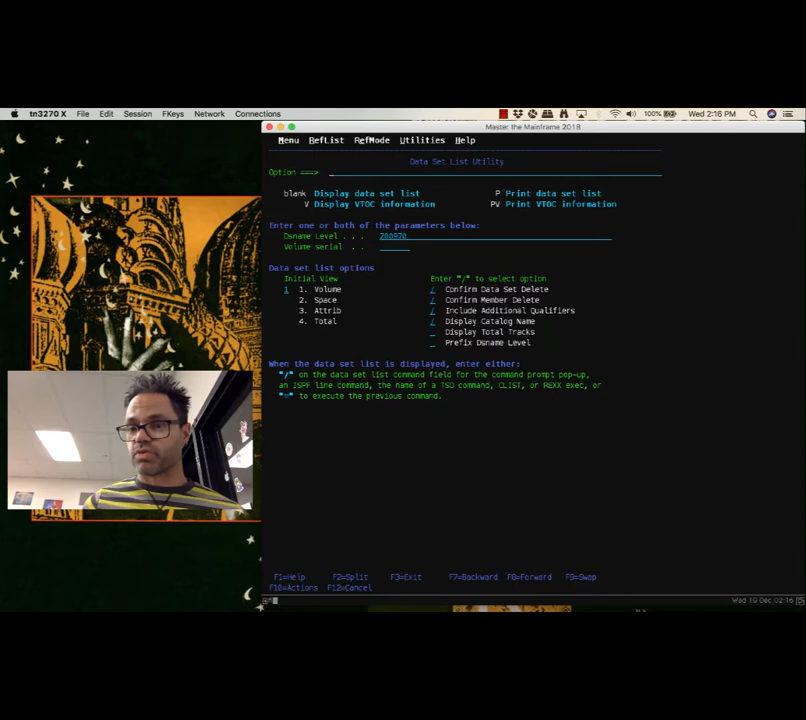 tn3270 X File Edit Session FKeys Network Connections 100% Wed 2:16 PM
Master the Mainframe 2018
Menu RefList RefMode Utilities Help
Data Set List Utility
Option ===>
blank Display data set list P Print data set list
V Display VTOC information PV Print VTOC information
Enter one or both of the parameters below:
Dsname Level . . . Z00970
Volume serial . .
Data set list options
Initial View Enter "/" to select option
1 1. Volume / Confirm Data Set Delete
2. Space / Confirm Member Delete
3. Attrib / Include Additional Qualifiers
4. Total / Display Catalog Name
Display Total Tracks
Prefix Dsname Level
When the data set list is displayed, enter either:
"/" on the data set list command field for the command prompt pop-up,
an ISPF line command, the name of a TSO command, CLIST, or REXX exec, or
"=" to execute the previous command.
F1=Help F2=Split F3=Exit F7=Backward F8=Forward F9=Swap
F10=Actions F12=Cancel
Wed 19 Dec 02:16